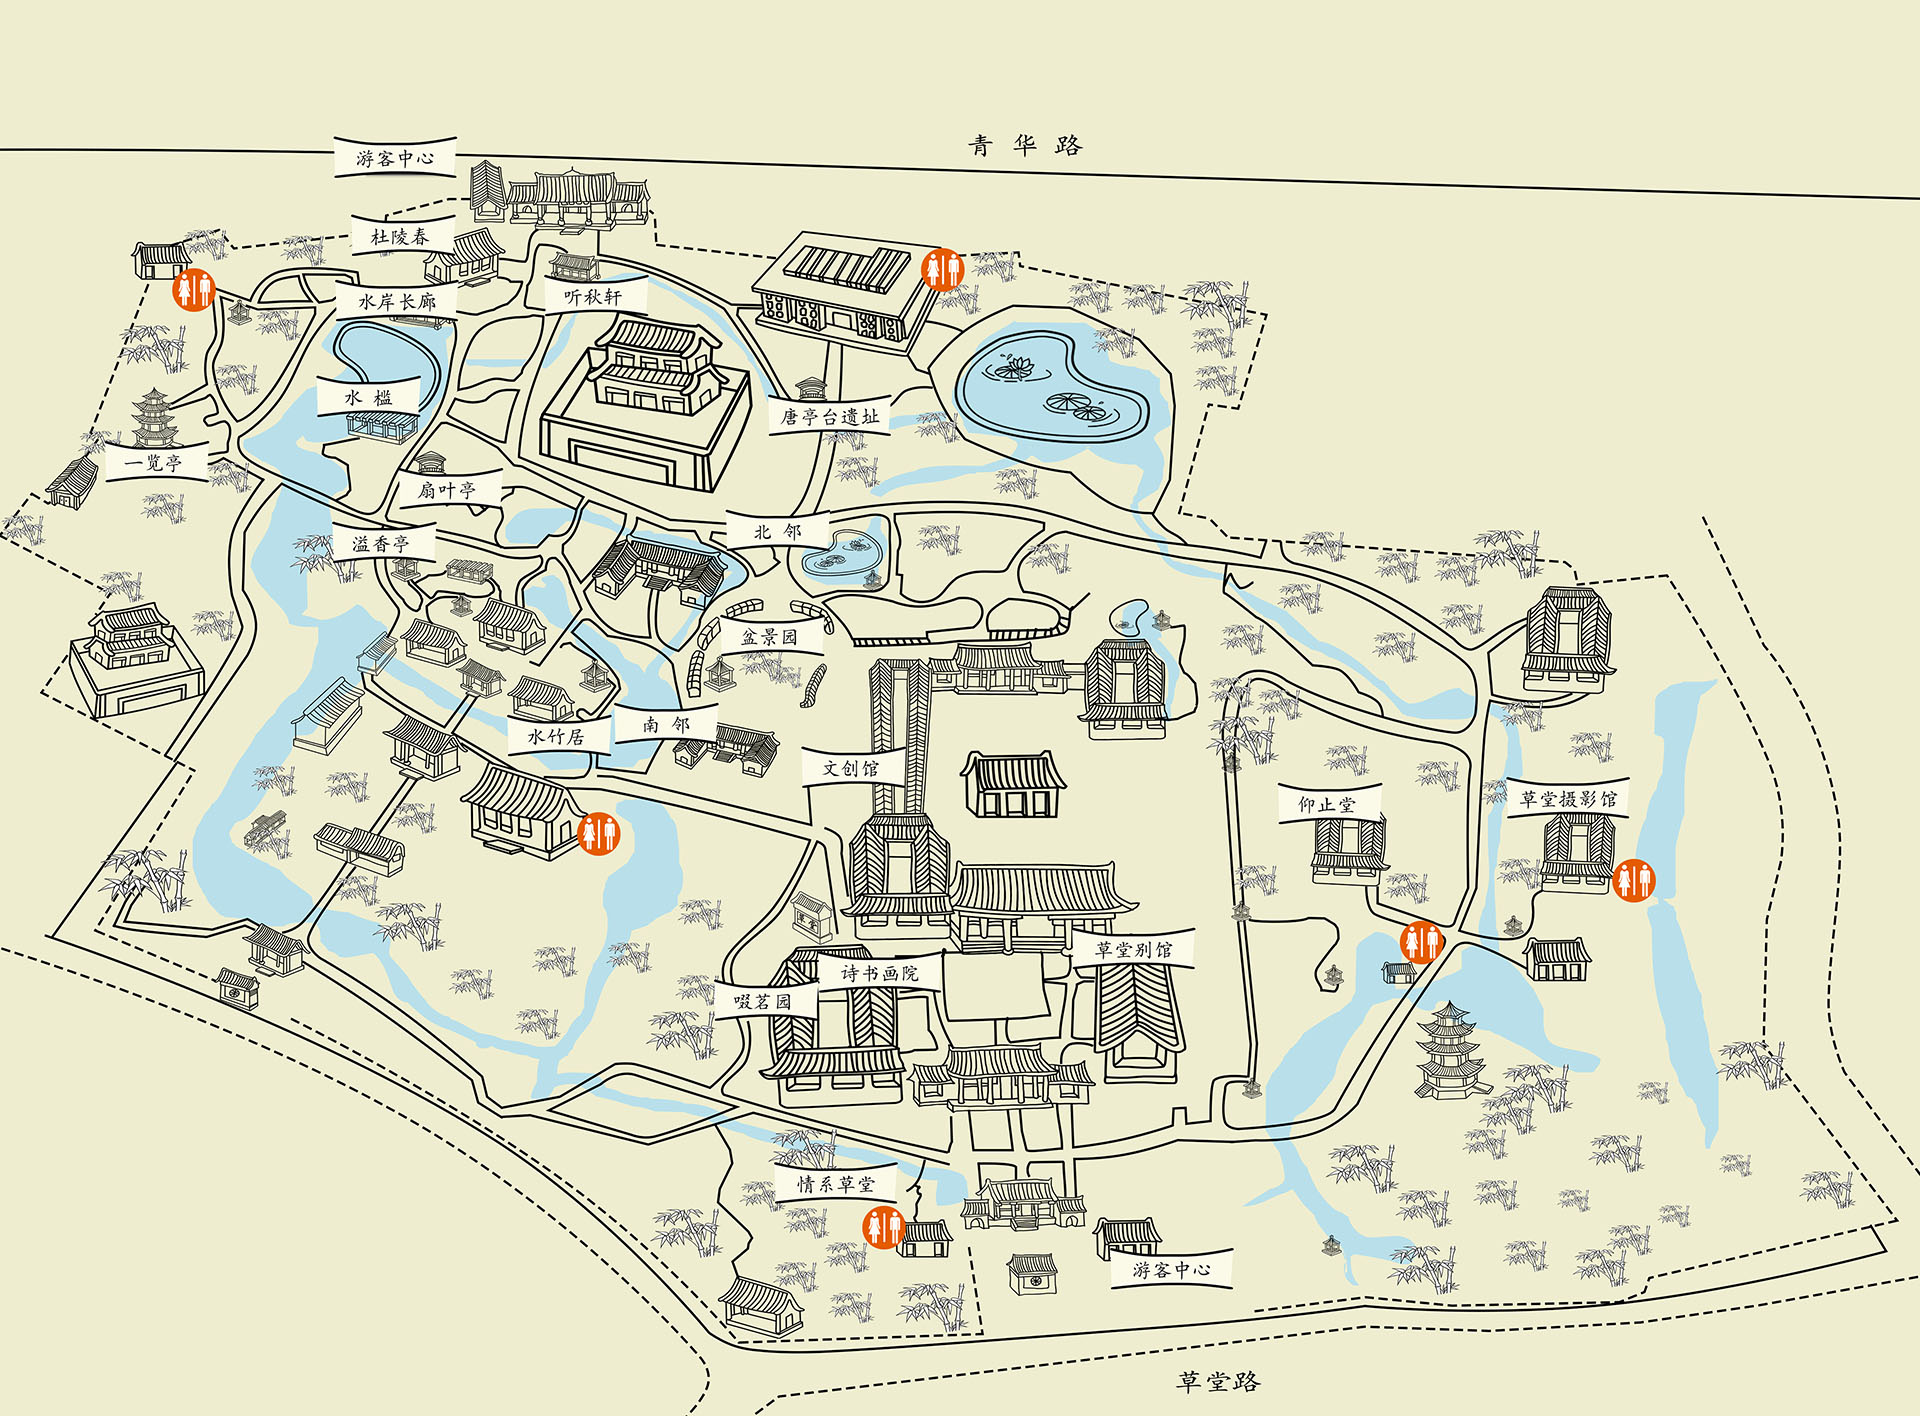 青华路
游客中心
杜陵春
水岸长廊
听秋轩
水槛
唐亭台遗址
一览亭
扇叶亭
北邻
溢香亭
盆景园
南邻
水竹居
文创馆
仰止堂
草堂摄影馆
草堂别馆
诗书画院
啜茗园
情系草堂
游客中心
草堂路